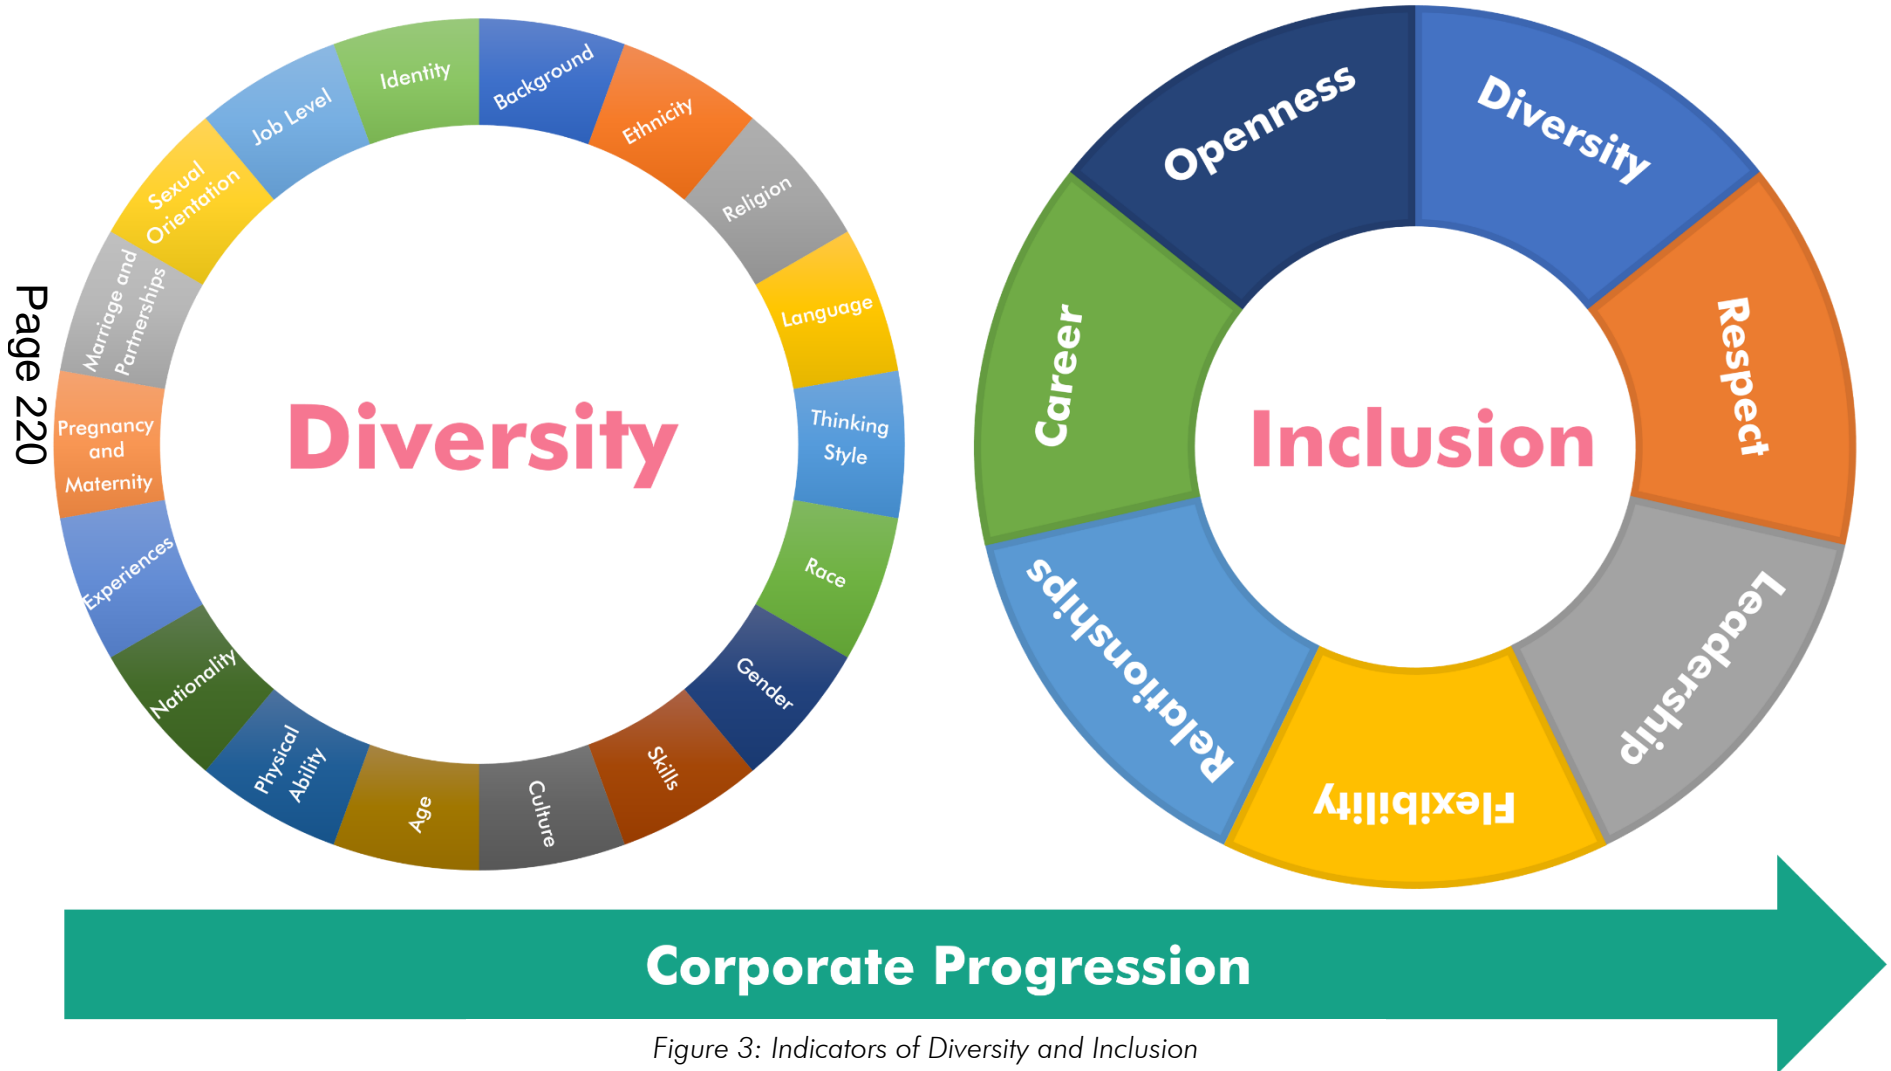 Page 220
Background
Ethnicity
Religion
Language
Thinking
Style
Race
Gender
Skills
Culture
Age
Physical
Ability
Nationality
Experiences
Pregnancy
and
Maternity
Marriage and
Partnerships
Sexual
Orientation
Job Level
Identity
Diversity
Diversity
Respect
Leadership
Flexibility
Relationships
Career
Openness
Inclusion
Corporate Progression
Figure 3: Indicators of Diversity and Inclusion